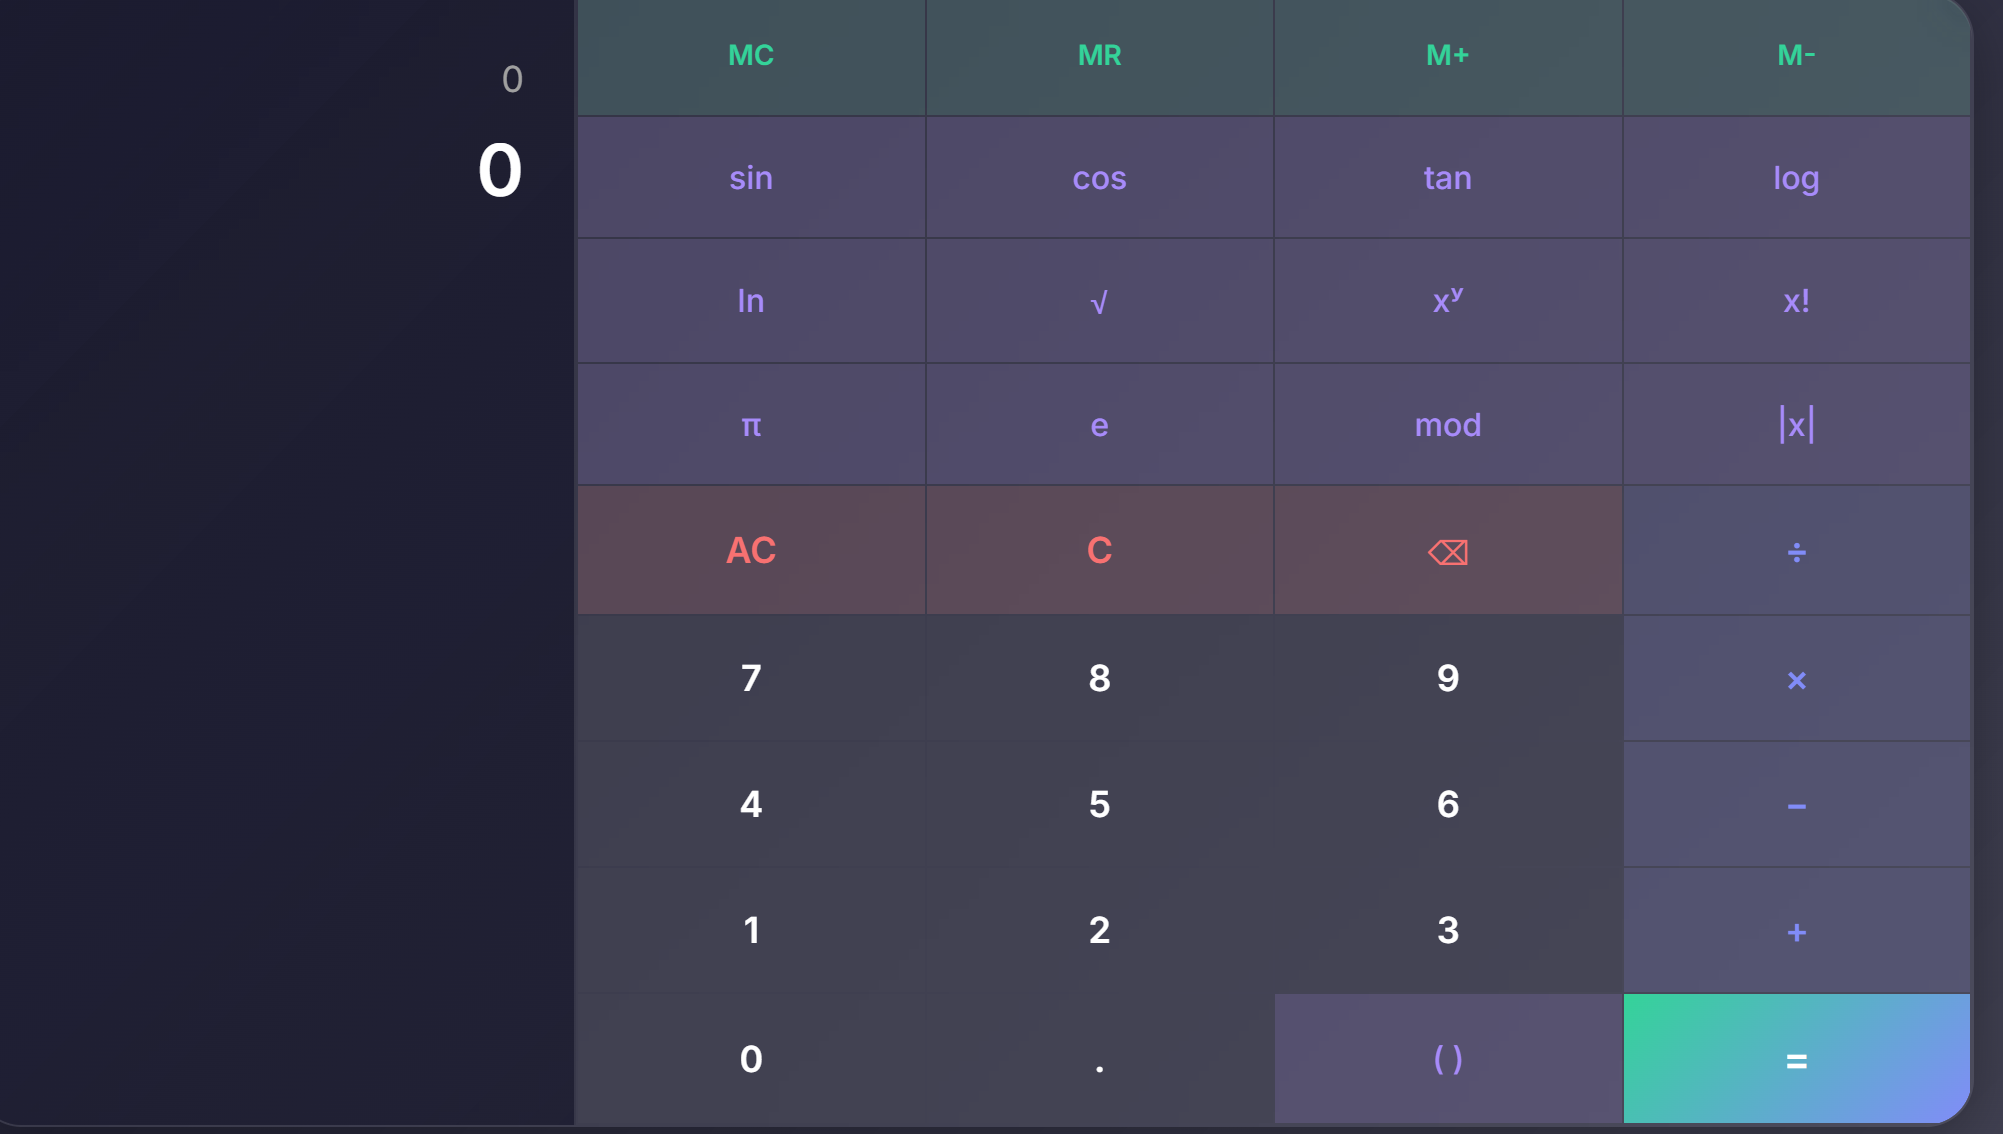 0
0
MC MR M+ M-
sin cos tan log
ln √ xʸ x!
π e mod |x|
AC C ⌫ ÷
7 8 9 ×
4 5 6 −
1 2 3 +
0 . ( ) =